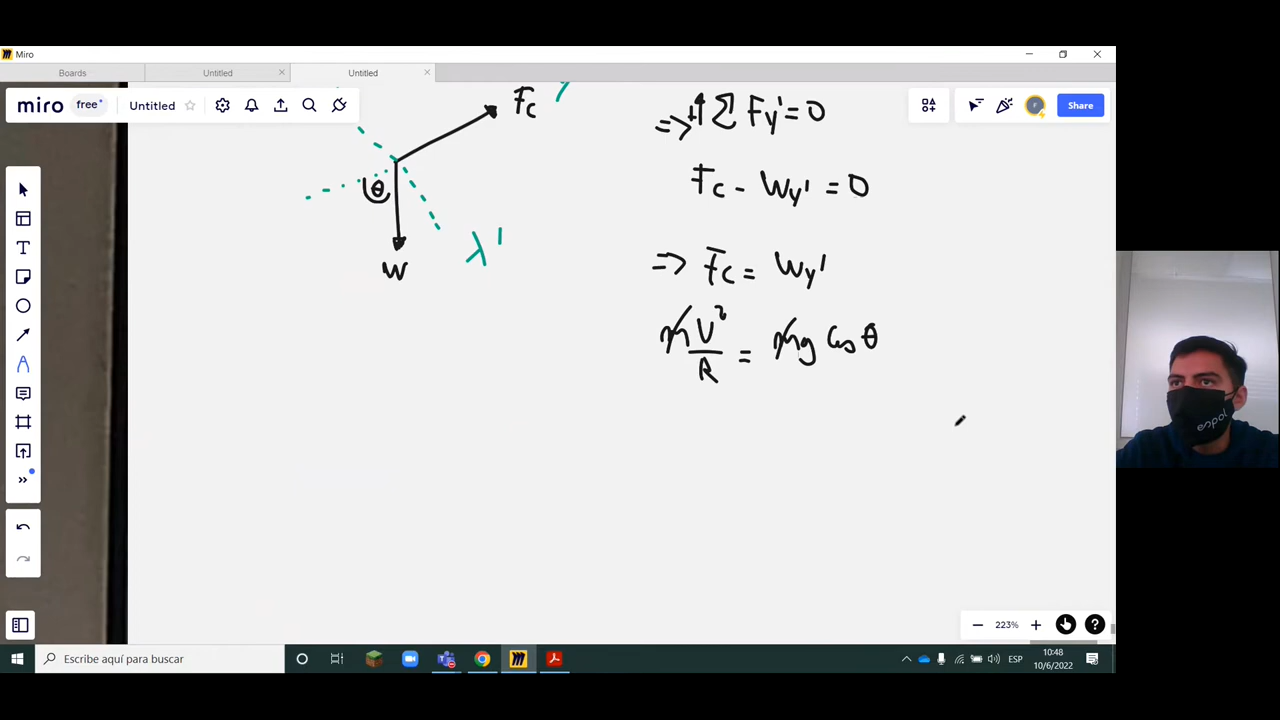 Miro
Boards
Untitled
Untitled
miro free Untitled
Share
Fc
θ
W
λ'
=> +↑ Σ Fy' = 0
Fc - Wy' = 0
=> Fc = Wy'
mV²/R = mg Cos θ
espol
223%
Escribe aquí para buscar
ESP
10:48
10/6/2022